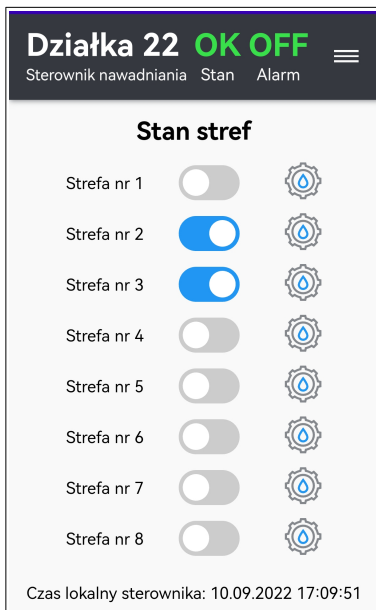 Działka 22 OK OFF
Sterownik nawadniania Stan Alarm
Stan stref
Strefa nr 1
Strefa nr 2
Strefa nr 3
Strefa nr 4
Strefa nr 5
Strefa nr 6
Strefa nr 7
Strefa nr 8
Czas lokalny sterownika: 10.09.2022 17:09:51